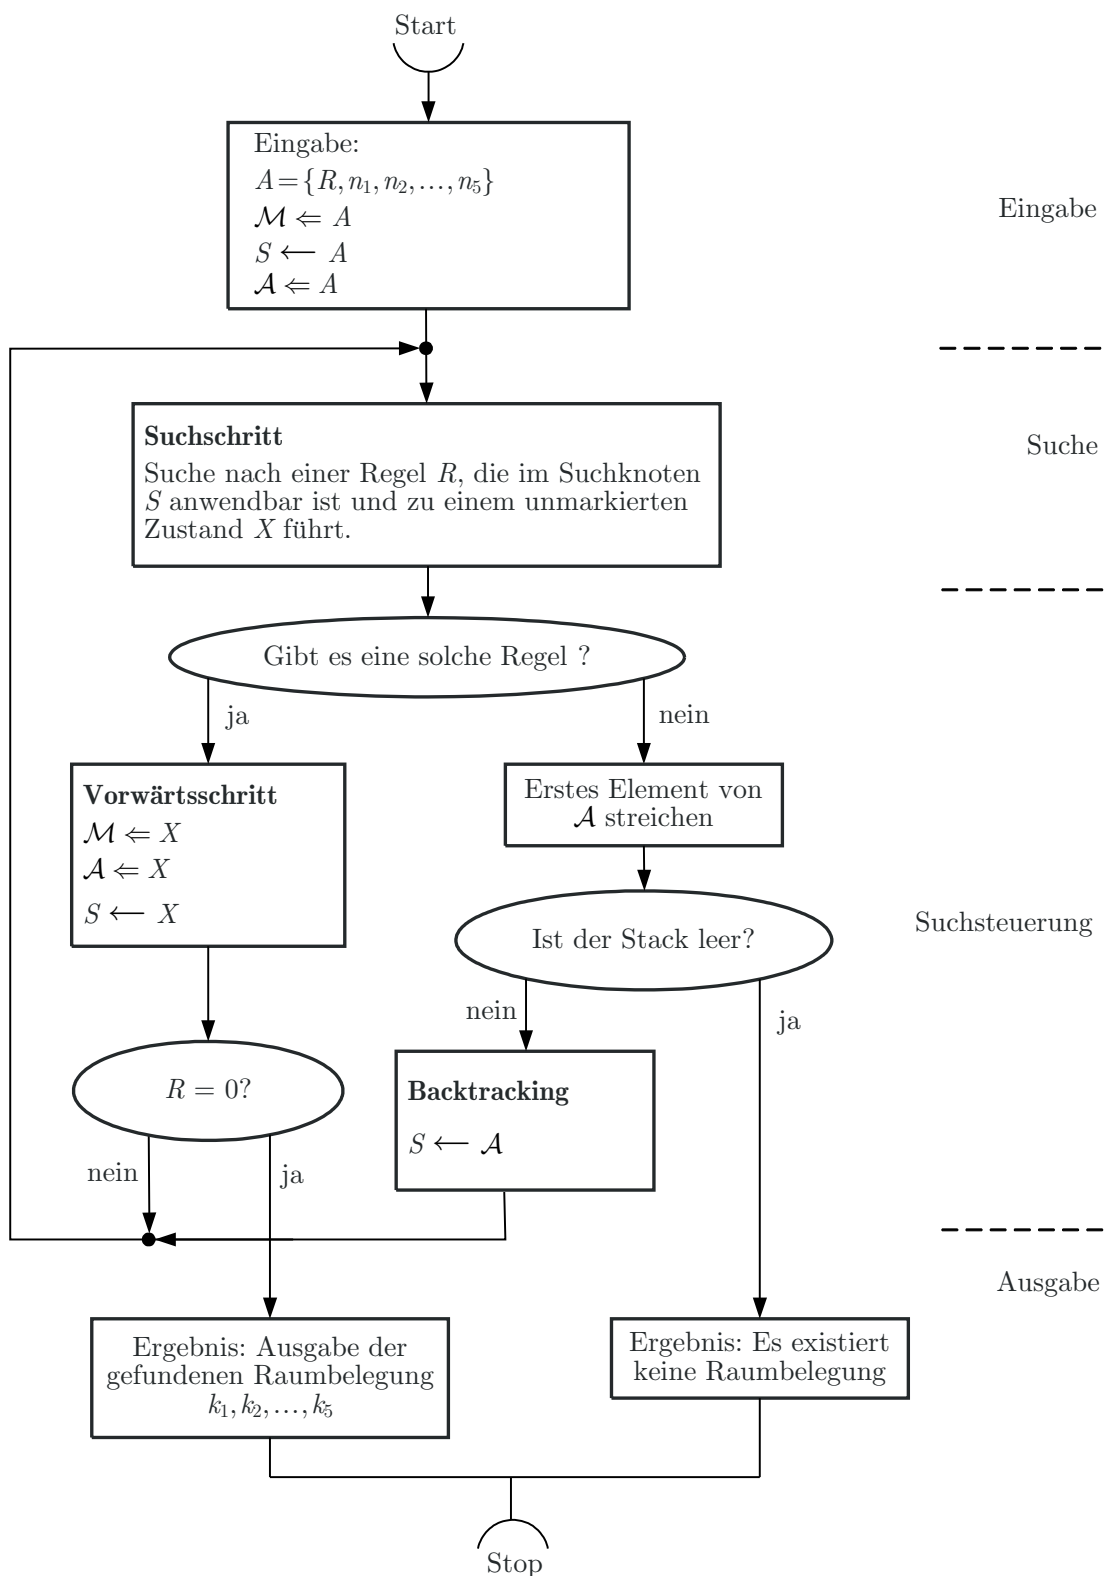 Start
Eingabe:
A={R, n₁, n₂, ..., n₅}
ℳ ⇐ A
S ⟵ A
𝒜 ⇐ A
Eingabe
Suchschritt
Suche nach einer Regel R, die im Suchknoten
S anwendbar ist und zu einem unmarkierten
Zustand X führt.
Suche
Gibt es eine solche Regel ?
ja
nein
Vorwärtsschritt
ℳ ⇐ X
𝒜 ⇐ X
S ⟵ X
Erstes Element von
𝒜 streichen
Ist der Stack leer?
Suchsteuerung
nein
ja
R = 0?
Backtracking
S ⟵ 𝒜
nein
ja
Ausgabe
Ergebnis: Ausgabe der
gefundenen Raumbelegung
k₁, k₂, ..., k₅
Ergebnis: Es existiert
keine Raumbelegung
Stop